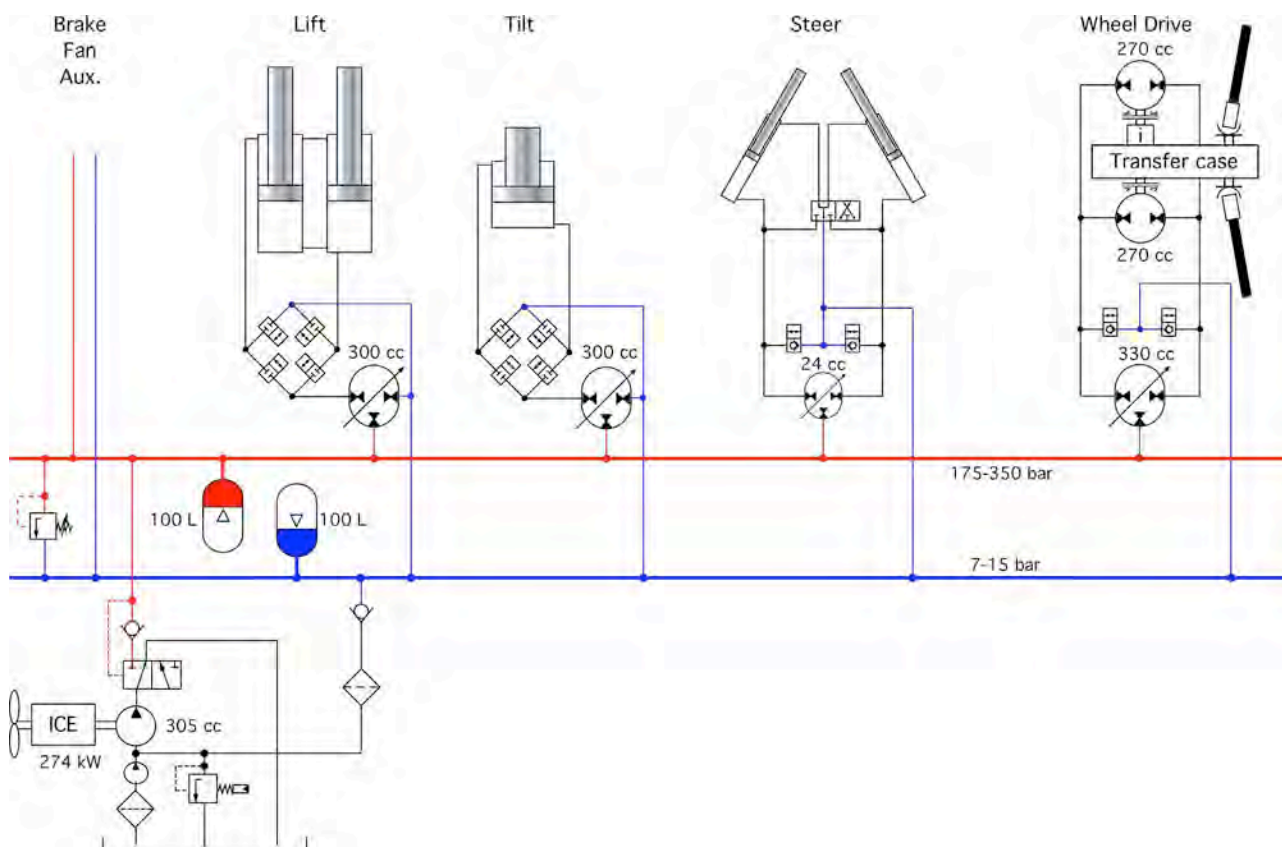 Brake
Fan
Aux.
Lift
Tilt
Steer
Wheel Drive
270 cc
i
Transfer case
270 cc
300 cc
300 cc
24 cc
330 cc
175-350 bar
100 L
100 L
7-15 bar
ICE
305 cc
274 kW